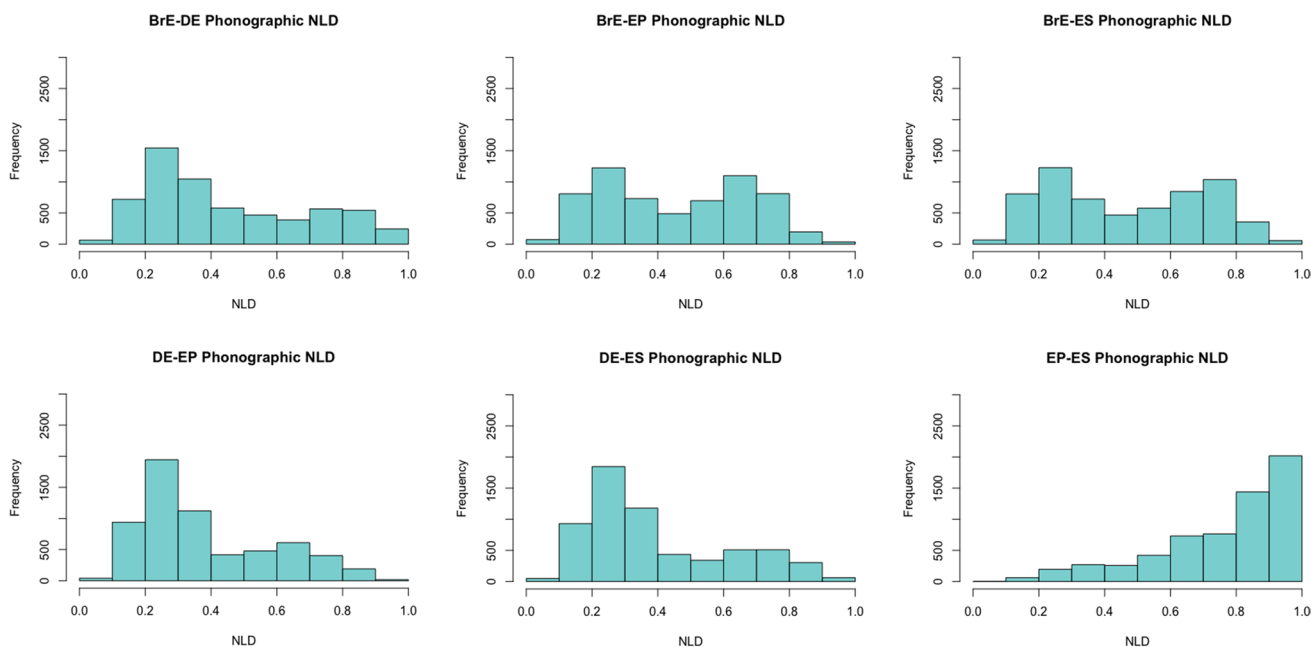 BrE-DE Phonographic NLD
Frequency
2500
1500
500
0
0.0 0.2 0.4 0.6 0.8 1.0
NLD
BrE-EP Phonographic NLD
Frequency
2500
1500
500
0
0.0 0.2 0.4 0.6 0.8 1.0
NLD
BrE-ES Phonographic NLD
Frequency
2500
1500
500
0
0.0 0.2 0.4 0.6 0.8 1.0
NLD
DE-EP Phonographic NLD
Frequency
2500
1500
500
0
0.0 0.2 0.4 0.6 0.8 1.0
NLD
DE-ES Phonographic NLD
Frequency
2500
1500
500
0
0.0 0.2 0.4 0.6 0.8 1.0
NLD
EP-ES Phonographic NLD
Frequency
2500
1500
500
0
0.0 0.2 0.4 0.6 0.8 1.0
NLD